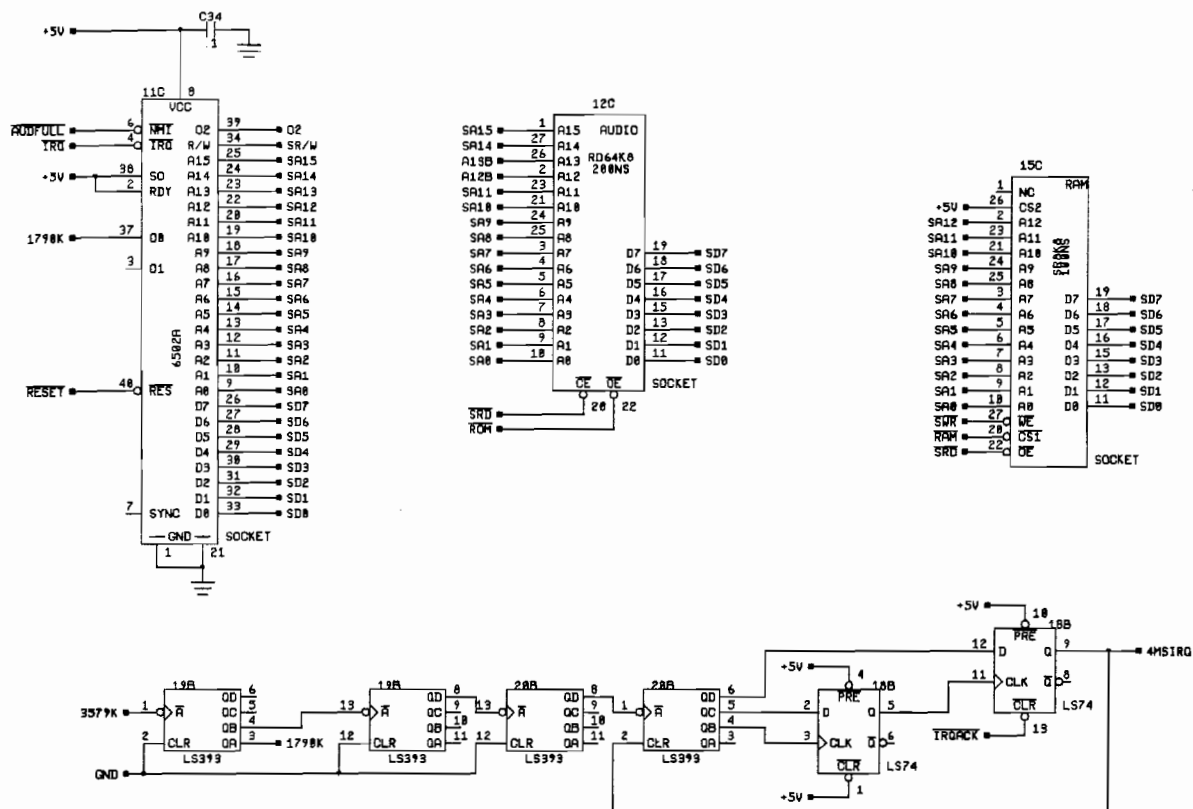 C34
.1
+5V
11C 8
VCC
AUDFULL 6 NMI O2 39 O2
IRQ 4 IRQ R/W 34 SR/W
A15 25 SA15
+5V 38 SO A14 24 SA14
2 RDY A13 23 SA13
A12 22 SA12
A11 20 SA11
1790K 37 O0 A10 19 SA10
A9 18 SA9
3 O1 A8 17 SA8
A7 16 SA7
A6 15 SA6
A5 14 SA5
A4 13 SA4
A3 12 SA3
A2 11 SA2
6502A
A1 10 SA1
RESET 40 RES A0 9 SA0
D7 26 SD7
D6 27 SD6
D5 28 SD5
D4 29 SD4
D3 30 SD3
D2 31 SD2
D1 32 SD1
7 SYNC D0 33 SD0
GND SOCKET
1 21
12C
SA15 1 A15 AUDIO
SA14 27 A14
A13B 26 A13 RD64K8
A12B 2 A12 200NS
SA11 23 A11
SA10 21 A10
SA9 24 A9
SA8 25 A8
SA7 3 A7 D7 19 SD7
SA6 4 A6 D6 18 SD6
SA5 5 A5 D5 17 SD5
SA4 6 A4 D4 16 SD4
SA3 7 A3 D3 15 SD3
SA2 8 A2 D2 13 SD2
SA1 9 A1 D1 12 SD1
SA0 10 A0 D0 11 SD0
CE OE SOCKET
SRD 20 22
ROM
15C
1 NC RAM
+5V 26 CS2
SA12 2 A12
SA11 23 A11
SA10 21 A10
SA9 24 A9
SA8 25 A8
100NS
SA7 3 A7 D7 19 SD7
SA6 4 A6 D6 18 SD6
SA5 5 A5 D5 17 SD5
SA4 6 A4 D4 16 SD4
SA3 7 A3 D3 15 SD3
SA2 8 A2 D2 13 SD2
SA1 9 A1 D1 12 SD1
SA0 10 A0 D0 11 SD0
SWR 27 WE
RAM 20 CS1
SRD 22 OE
SOCKET
19B
3579K 1 A QD 6
QC 5
QB 4
2 CLR QA 3 1790K
LS393
GND
19B
13 A QD 8
QC 9
QB 10
12 CLR QA 11
LS393
20B
13 A QD 8
QC 9
QB 10
12 CLR QA 11
LS393
20B
1 A QD 6
QC 5
QB 4
2 CLR QA 3
LS393
+5V 4 18B
PRE
2 D Q 5
3 CLK Q 6
CLR LS74
+5V 1
+5V 10
18B
PRE
12 D Q 9 4MSIRQ
11 CLK Q 8
CLR LS74
IRQACK 13